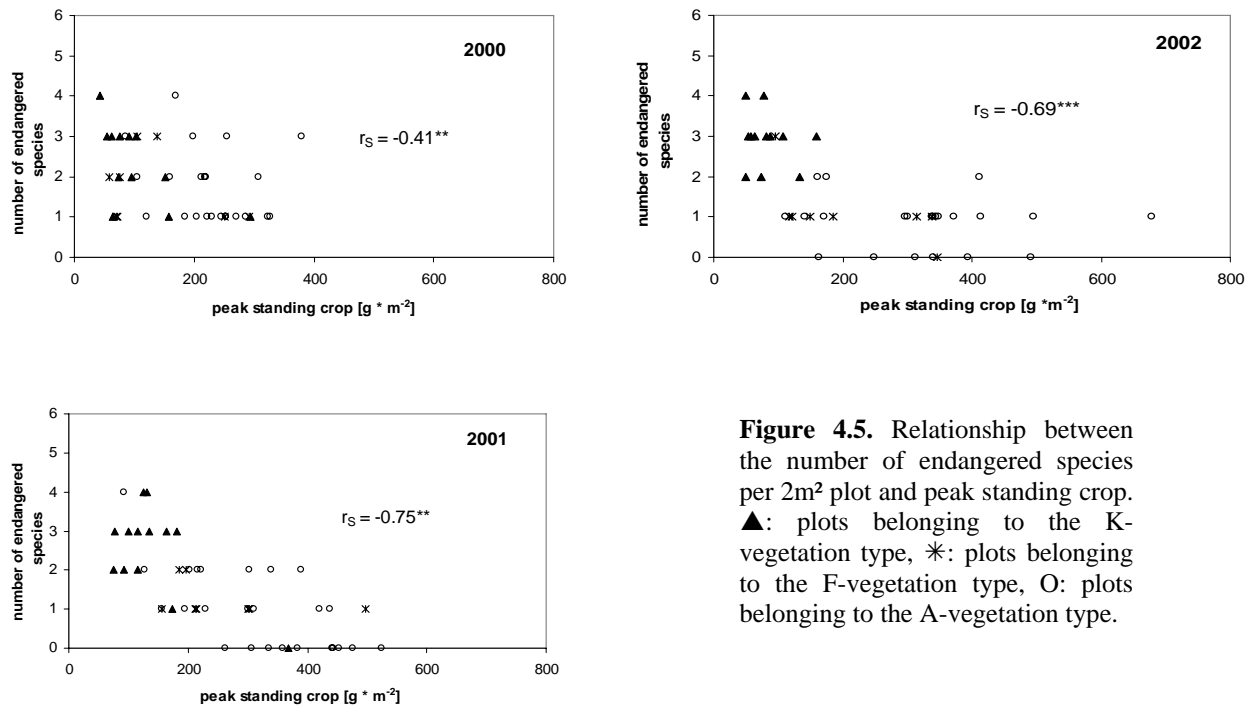 6
5
4
3
2
1
0
number of endangered
species
2000
r_S = -0.41**
0 200 400 600 800
peak standing crop [g * m⁻²]
6
5
4
3
2
1
0
number of endangered
species
2002
r_S = -0.69***
0 200 400 600 800
peak standing crop [g *m⁻²]
6
5
4
3
2
1
0
number of endangered
species
2001
r_S = -0.75**
0 200 400 600 800
peak standing crop [g * m⁻²]
Figure 4.5. Relationship between
the number of endangered species
per 2m² plot and peak standing crop.
▲: plots belonging to the K-
vegetation type, ✳: plots belonging
to the F-vegetation type, O: plots
belonging to the A-vegetation type.